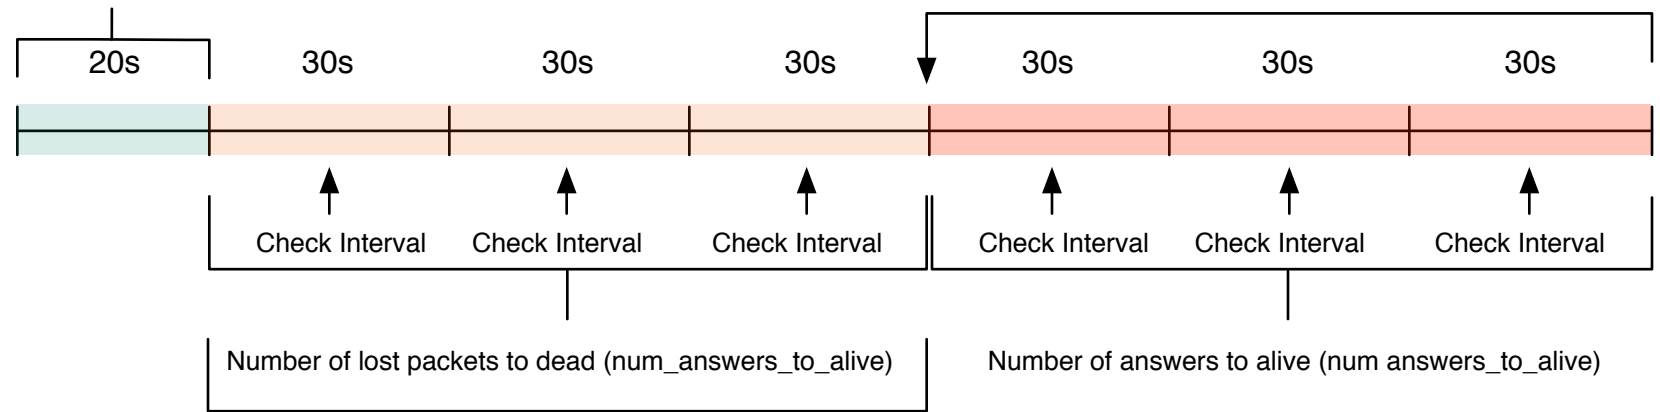 20s 30s 30s 30s 30s 30s 30s
Check Interval Check Interval Check Interval Check Interval Check Interval Check Interval
Number of lost packets to dead (num_answers_to_alive) Number of answers to alive (num answers_to_alive)